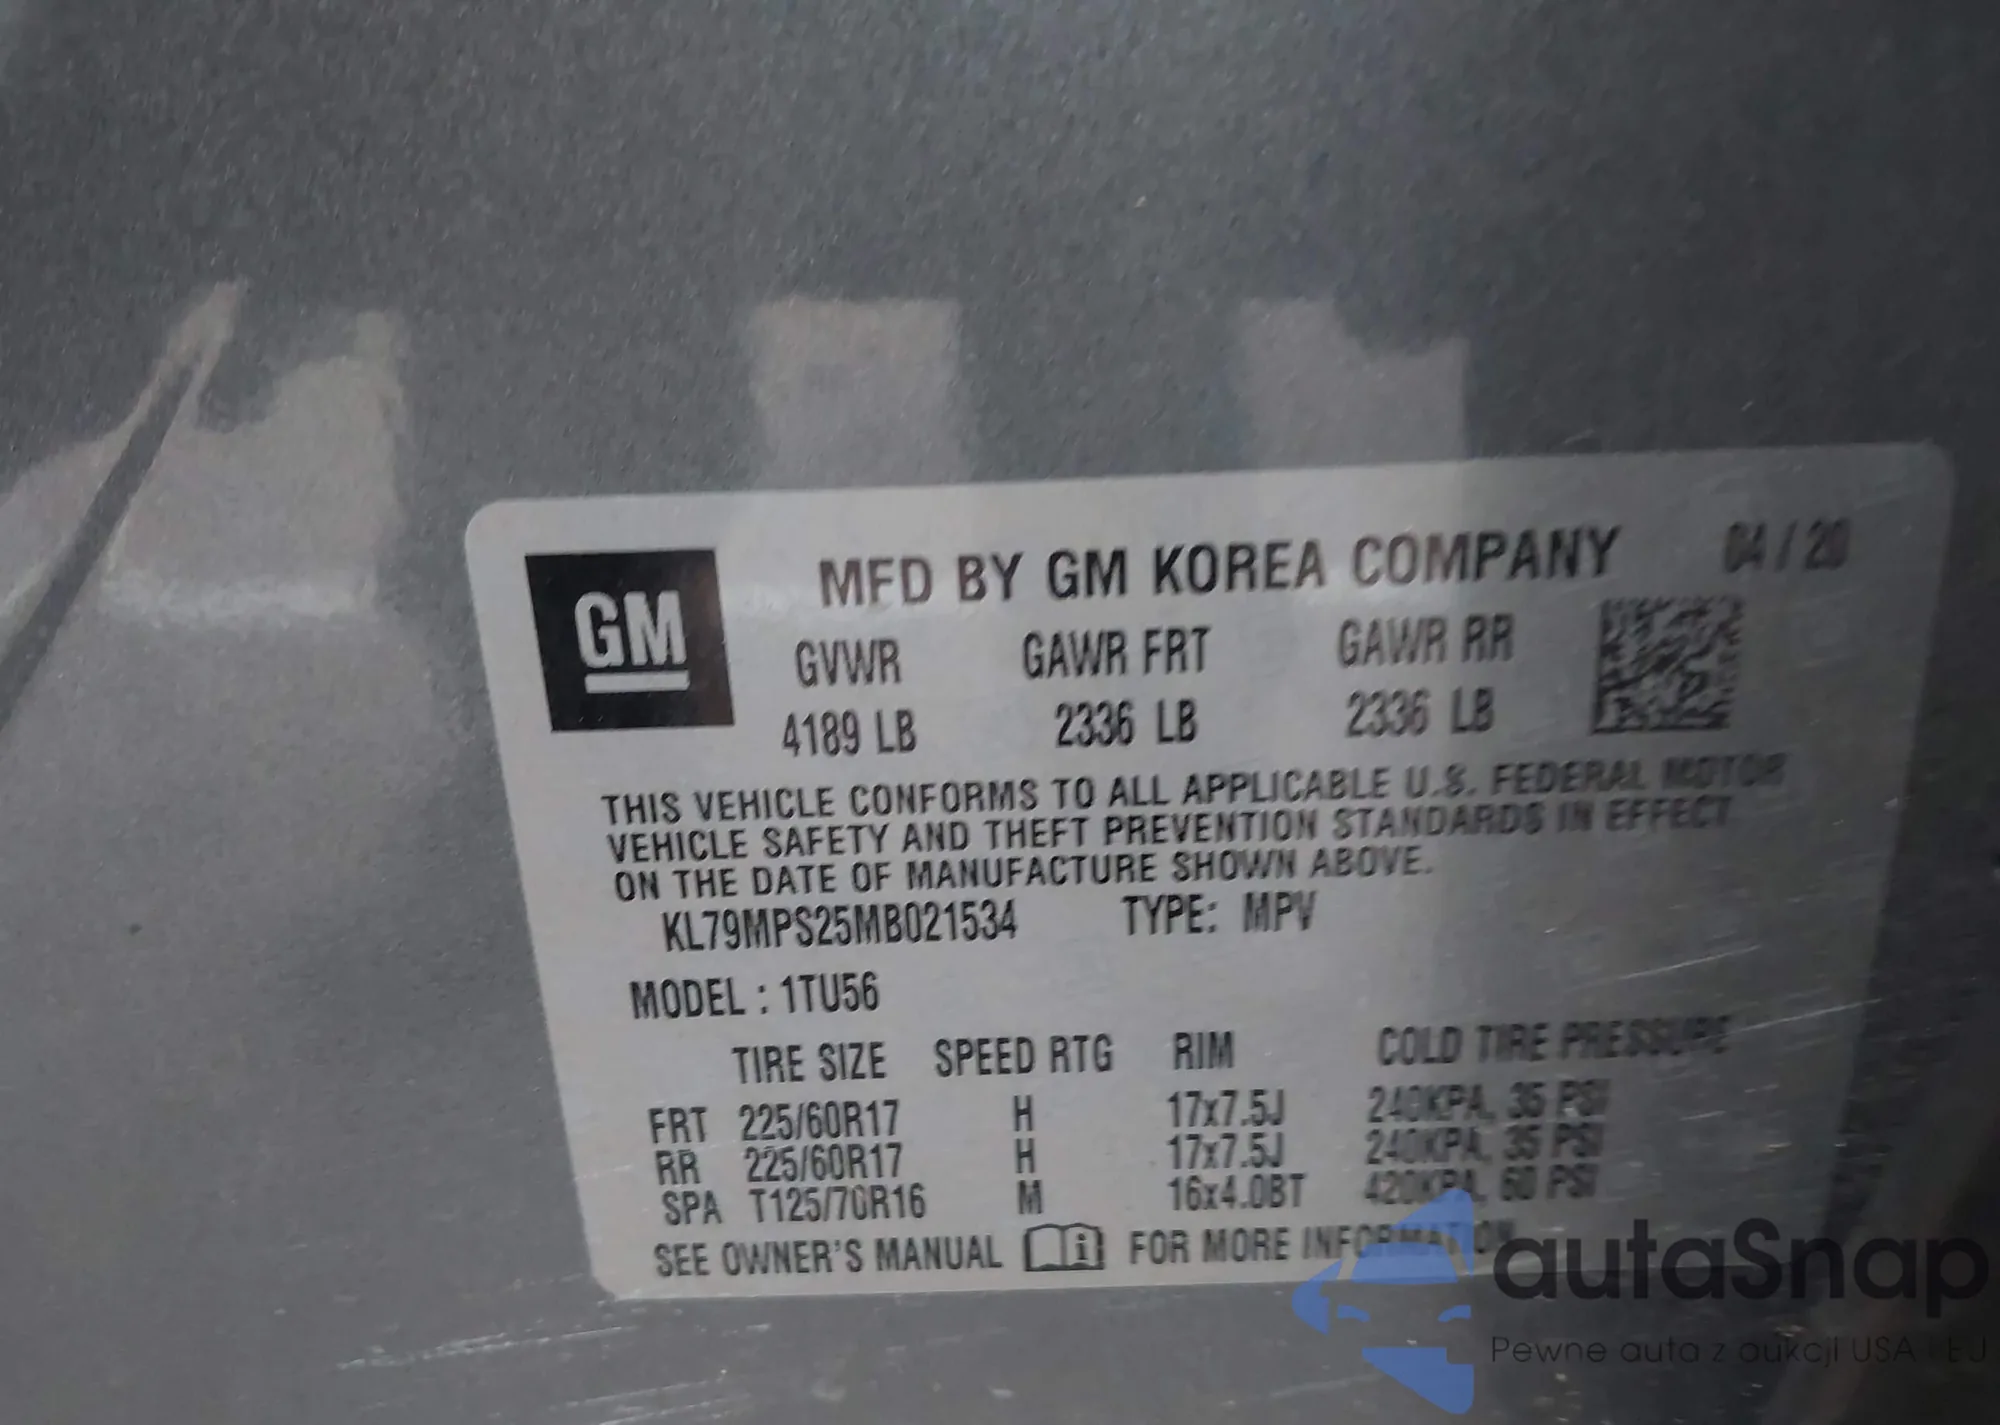 MFD BY GM KOREA COMPANY 04 / 20
GM
GVWR GAWR FRT GAWR RR
4189 LB 2336 LB 2336 LB
THIS VEHICLE CONFORMS TO ALL APPLICABLE U.S. FEDERAL MOTOR
VEHICLE SAFETY AND THEFT PREVENTION STANDARDS IN EFFECT
ON THE DATE OF MANUFACTURE SHOWN ABOVE.
KL79MPS25MB021534 TYPE: MPV
MODEL : 1TU56
TIRE SIZE SPEED RTG RIM COLD TIRE PRESSURE
FRT 225/60R17 H 17x7.5J 240KPA, 35 PSI
RR 225/60R17 H 17x7.5J 240KPA, 35 PSI
SPA T125/70R16 M 16x4.0BT 420KPA, 60 PSI
SEE OWNER'S MANUAL FOR MORE INFORMATION
autaSnap
Pewne auta z aukcji USA i EU